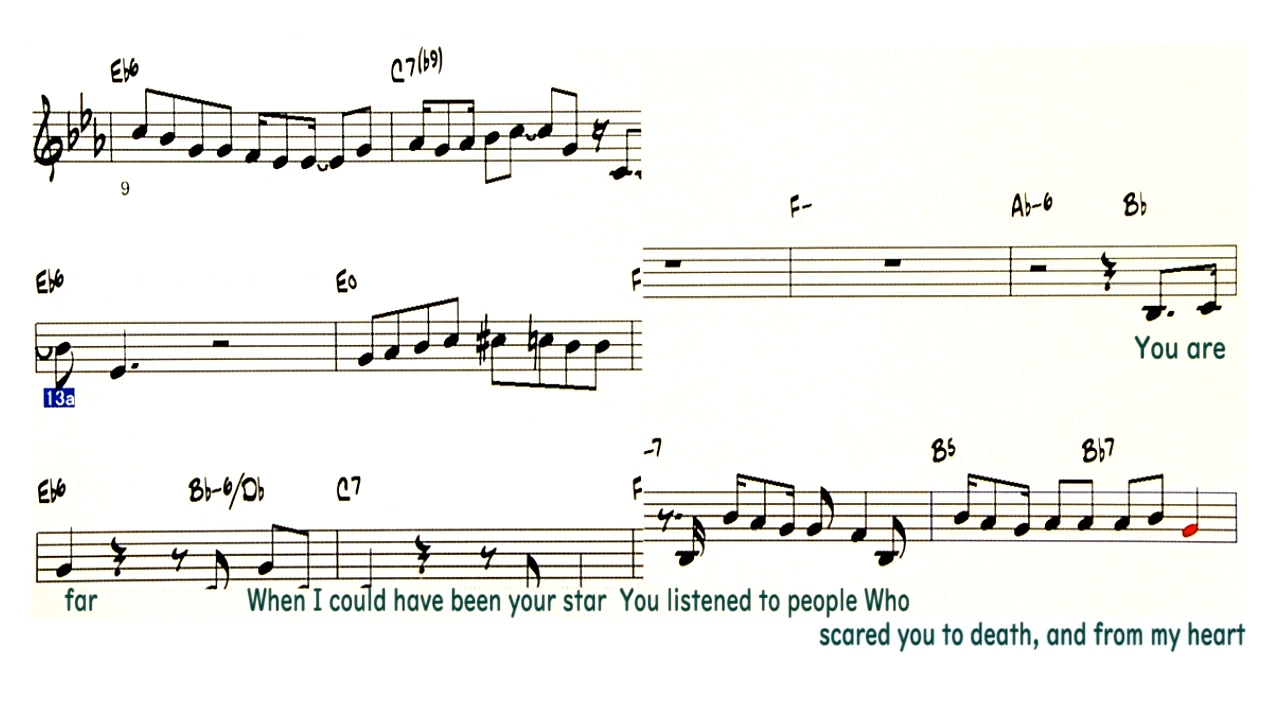 Eb6 C7(b9)
9
F- Ab-6 Bb
Eb6 Eo F
13a
You are
-7 B5 Bb7
Eb6 Bb-6/Db C7 F
far When I could have been your star You listened to people Who
scared you to death, and from my heart